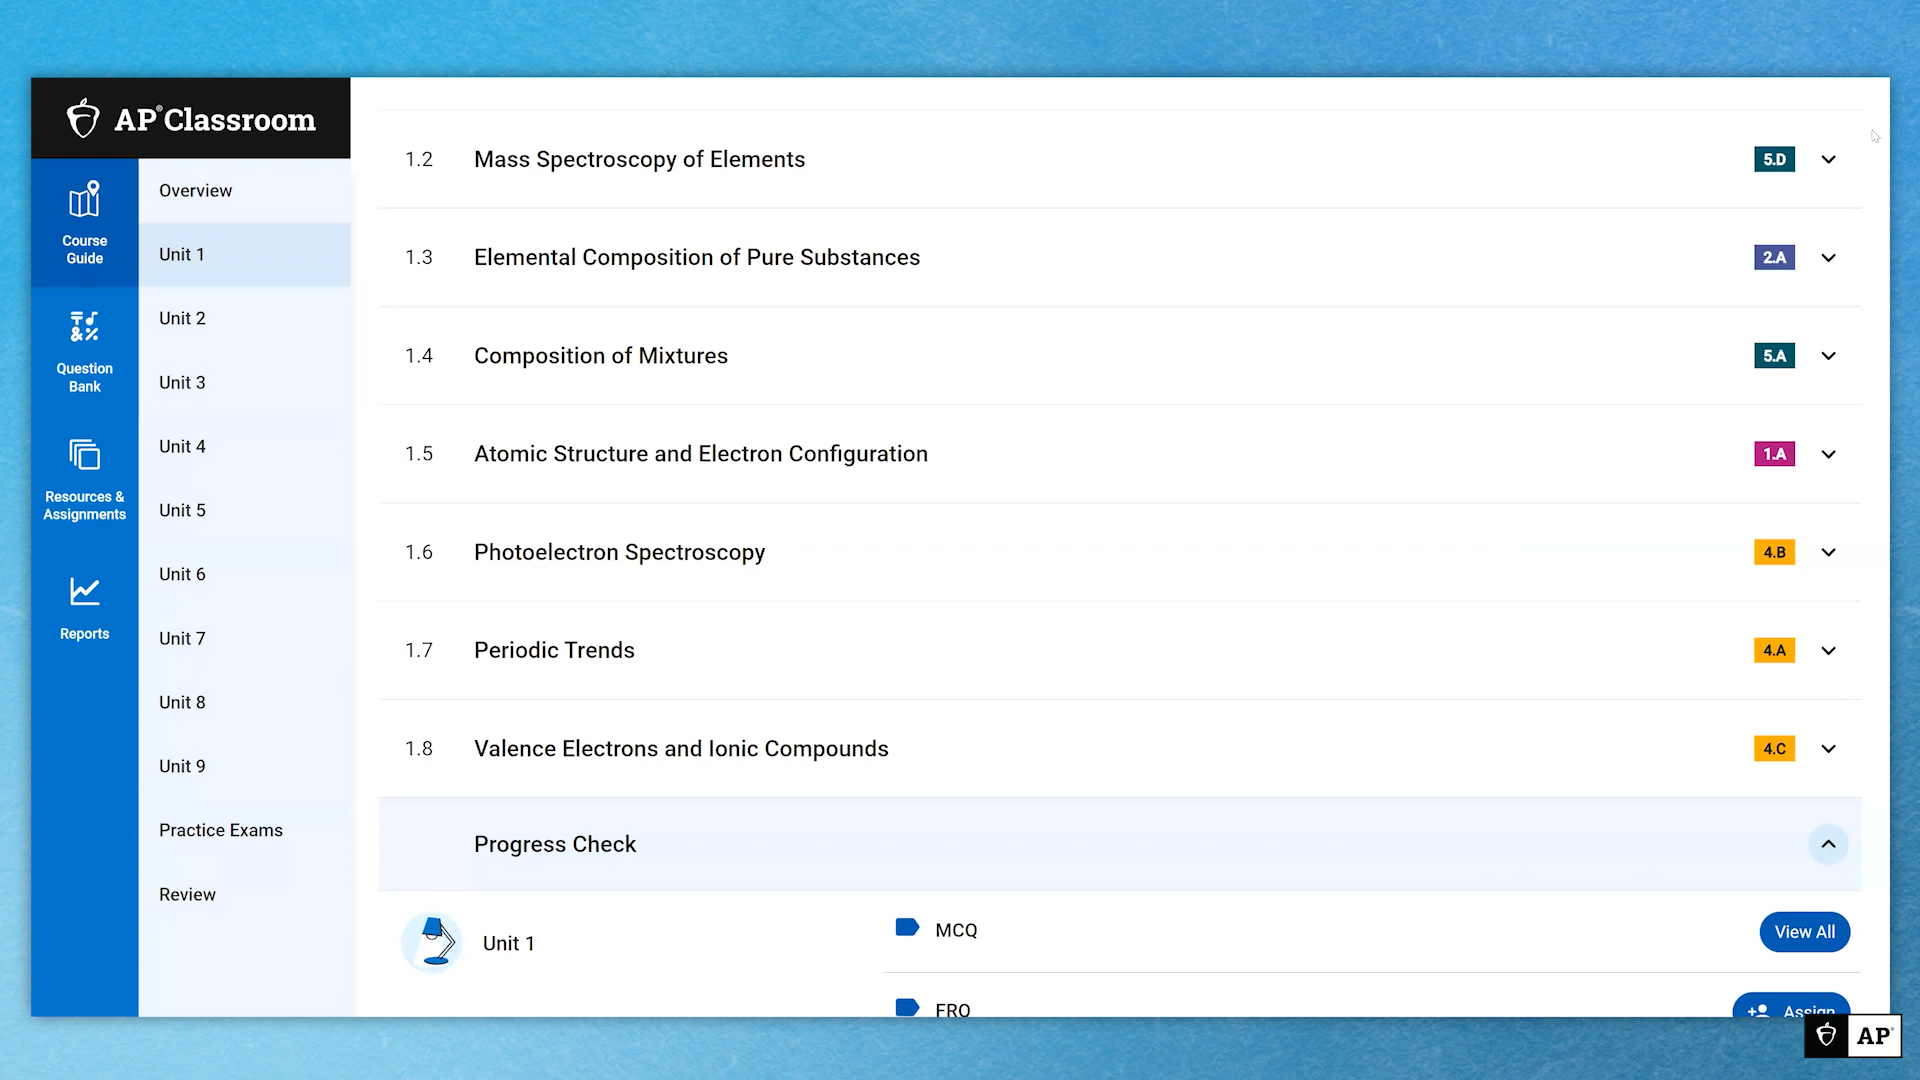 AP® Classroom
Course
Guide
Question
Bank
Resources &
Assignments
Reports
Overview
Unit 1
Unit 2
Unit 3
Unit 4
Unit 5
Unit 6
Unit 7
Unit 8
Unit 9
Practice Exams
Review
1.2 Mass Spectroscopy of Elements 5.D
1.3 Elemental Composition of Pure Substances 2.A
1.4 Composition of Mixtures 5.A
1.5 Atomic Structure and Electron Configuration 1.A
1.6 Photoelectron Spectroscopy 4.B
1.7 Periodic Trends 4.A
1.8 Valence Electrons and Ionic Compounds 4.C
Progress Check
Unit 1
MCQ View All
FRQ Assign
AP®